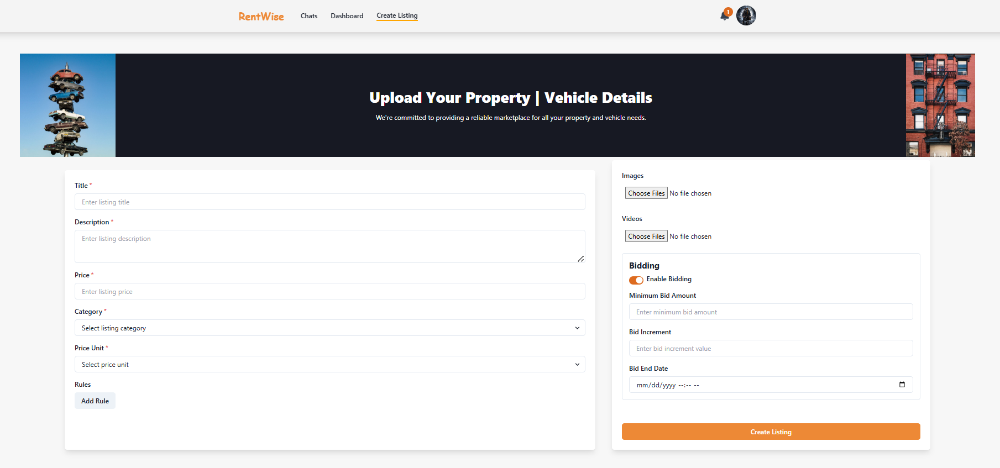 RentWise
Chats
Dashboard
Create Listing
1
Upload Your Property | Vehicle Details
We're committed to providing a reliable marketplace for all your property and vehicle needs.
Title *
Enter listing title
Description *
Enter listing description
Price *
Enter listing price
Category *
Select listing category
Price Unit *
Select price unit
Rules
Add Rule
Images
Choose Files No file chosen
Videos
Choose Files No file chosen
Bidding
Enable Bidding
Minimum Bid Amount
Enter minimum bid amount
Bid Increment
Enter bid increment value
Bid End Date
mm/dd/yyyy --:-- --
Create Listing